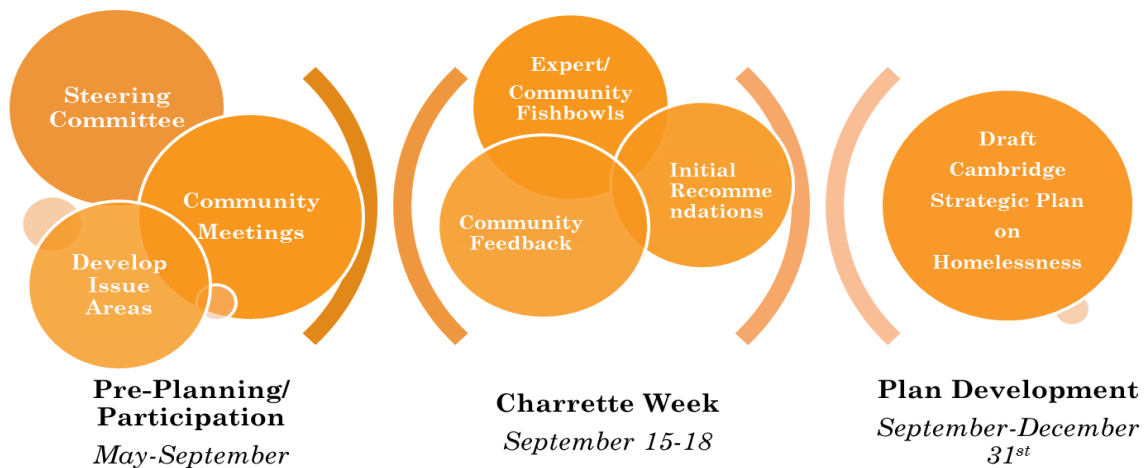 Steering
Committee
Community
Meetings
Develop
Issue
Areas
Pre-Planning/
Participation
May-September
Expert/
Community
Fishbowls
Initial
Recomme
ndations
Community
Feedback
Charrette Week
September 15-18
Draft
Cambridge
Strategic Plan
on
Homelessness
Plan Development
September-December
31st